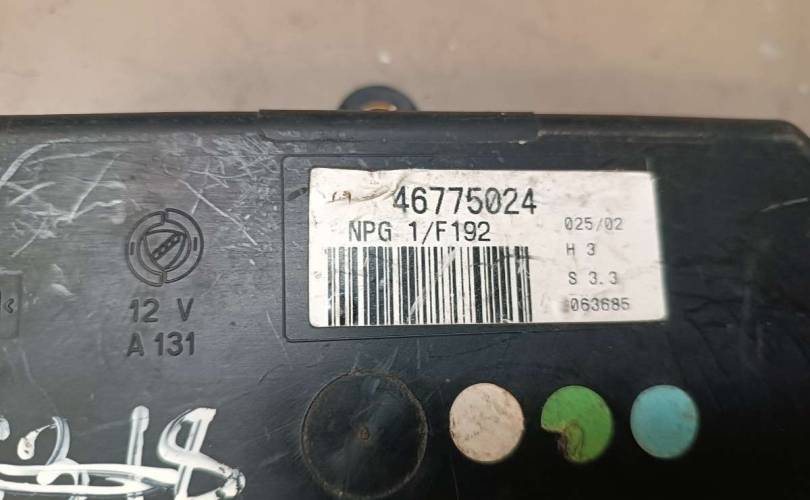 46775024
NPG 1/F192
025/02
H 3
S 3.3
063685
12 V
A 131